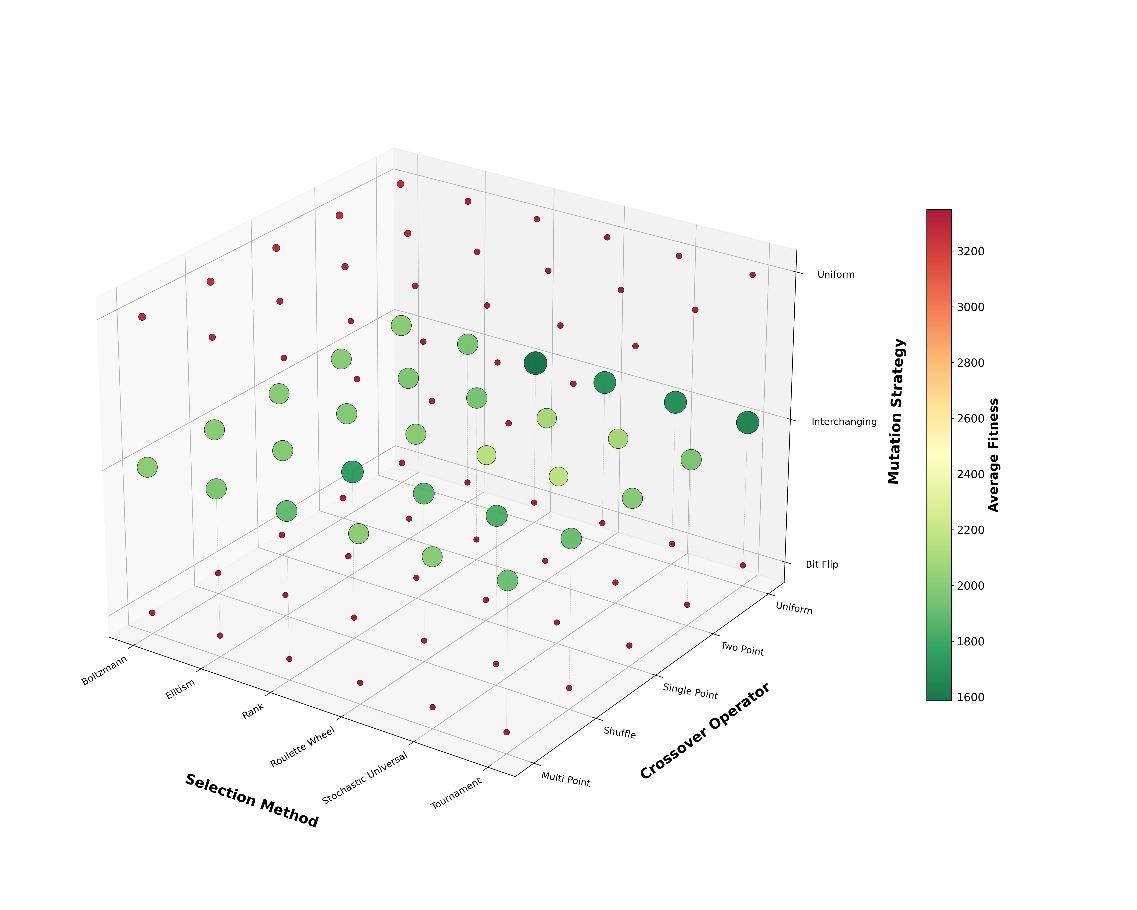 Uniform
Interchanging
Bit Flip
Mutation Strategy
Uniform
Two Point
Single Point
Shuffle
Multi Point
Crossover Operator
Boltzmann
Elitism
Rank
Roulette Wheel
Stochastic Universal
Tournament
Selection Method
3200
3000
2800
2600
2400
2200
2000
1800
1600
Average Fitness